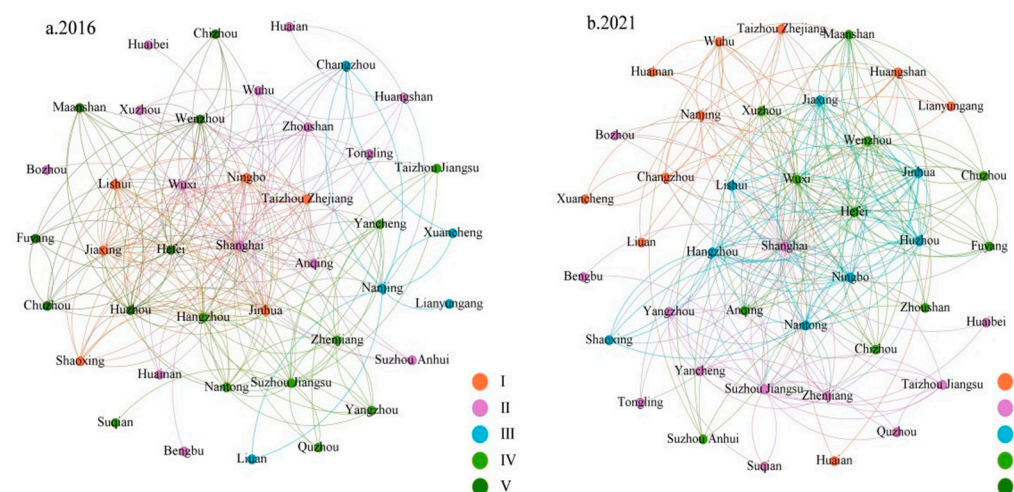 a.2016
Huaian
Chizhou
Huaibei
Changzhou
Wuhu
Huangshan
Maanshan
Xuzhou
Wenzhou
Zhoushan
Tongling
Bozhou
Taizhou Jiangsu
Lishui
Wuxi
Ningbo
Taizhou Zhejiang
Yancheng
Xuancheng
Fuyang
Jiaxing
Hefei
Shanghai
Anqing
Nanjing
Chuzhou
Huzhou
Hangzhou
Jinhua
Lianyungang
Zhenjiang
Shaoxing
Suzhou Anhui
Huainan
Nantong
Suzhou Jiangsu
Yangzhou
Suqian
Quzhou
Bengbu
Liuan
I
II
III
IV
V
b.2021
Taizhou Zhejiang
Maanshan
Wuhu
Huainan
Huangshan
Jiaxing
Lianyungang
Nanjing
Xuzhou
Bozhou
Wenzhou
Changzhou
Lishui
Wuxi
Jinhua
Chuzhou
Xuancheng
Hefei
Liuan
Hangzhou
Shanghai
Huzhou
Fuyang
Bengbu
Ningbo
Yangzhou
Anqing
Zhoushan
Nantong
Huaibei
Shaoxing
Chizhou
Yancheng
Suzhou Jiangsu
Zhenjiang
Taizhou Jiangsu
Tongling
Quzhou
Suzhou Anhui
Suqian
Huaian